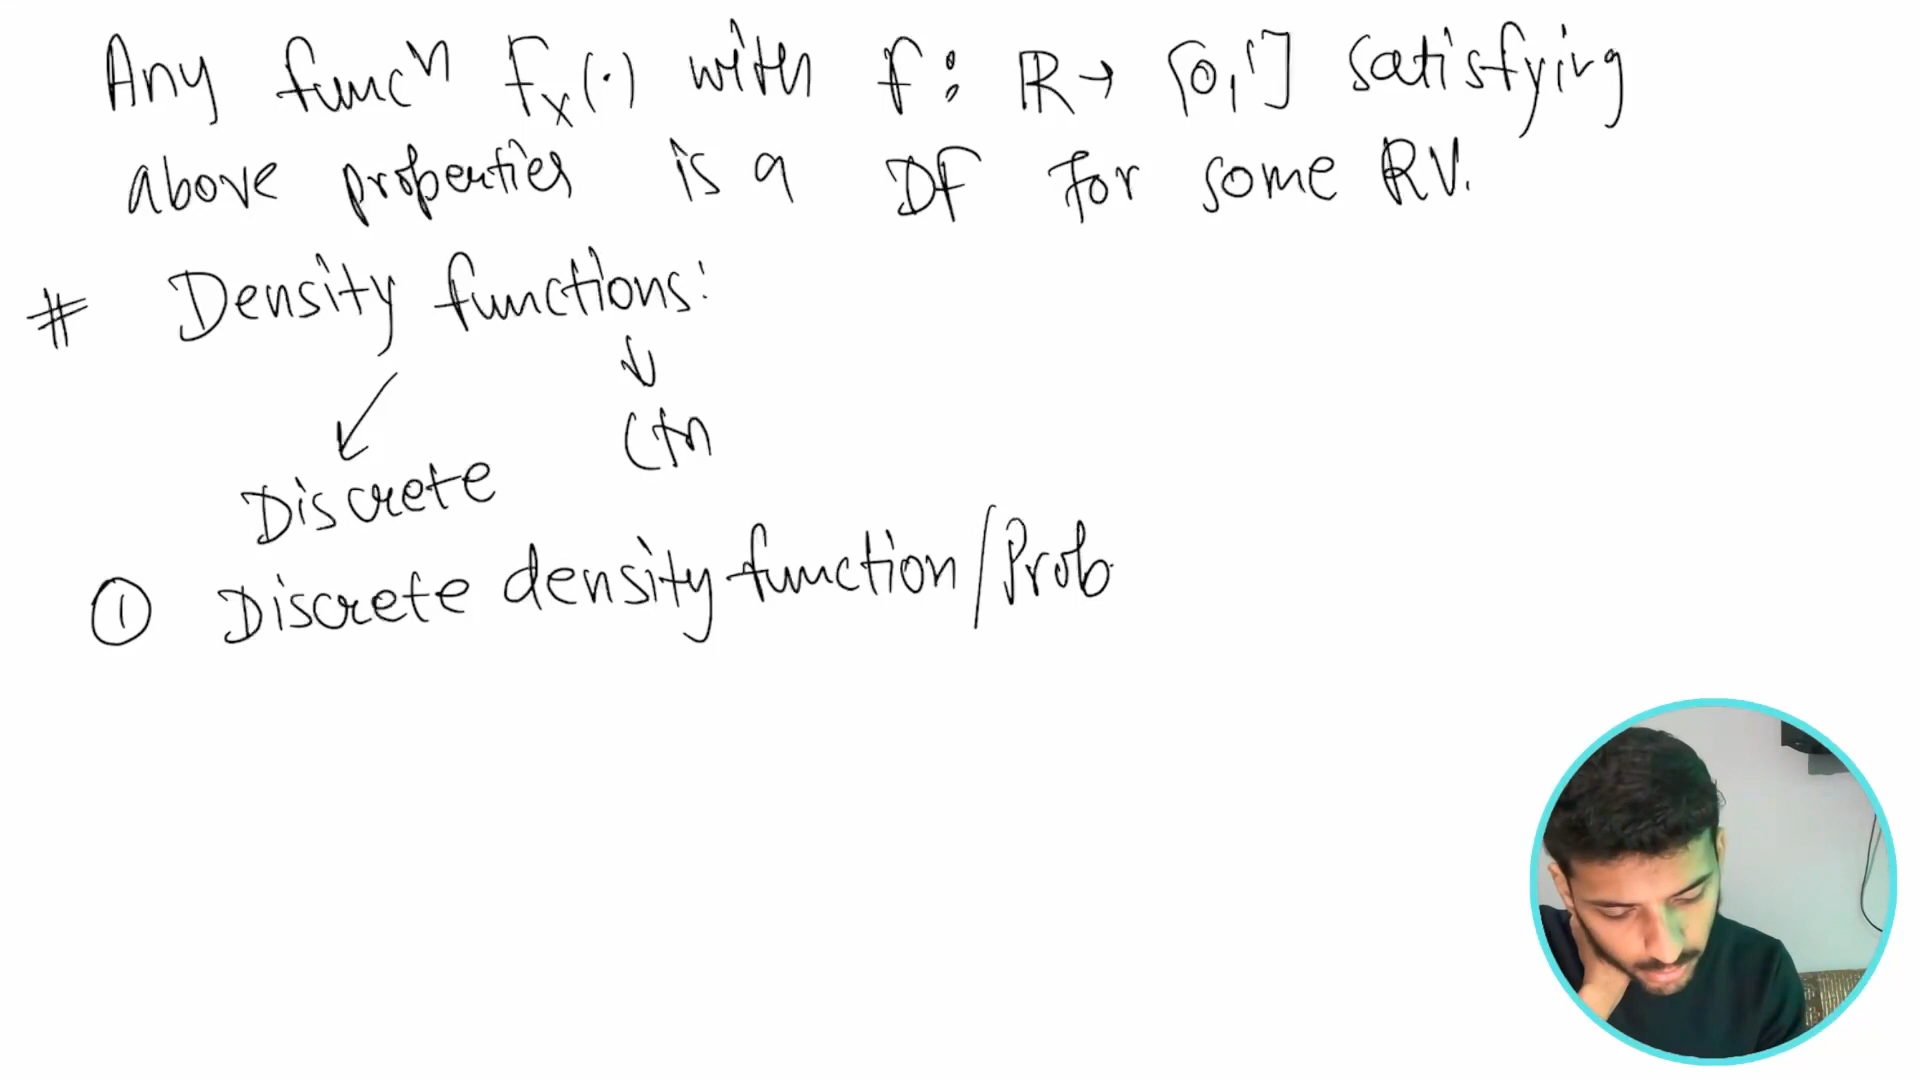 Any funcⁿ Fₓ(·) with f: ℝ → [0,1] satisfying
above properties is a DF for some RV.
# Density functions:
↙ ↓
Discrete Ctn
① Discrete density function/Prob